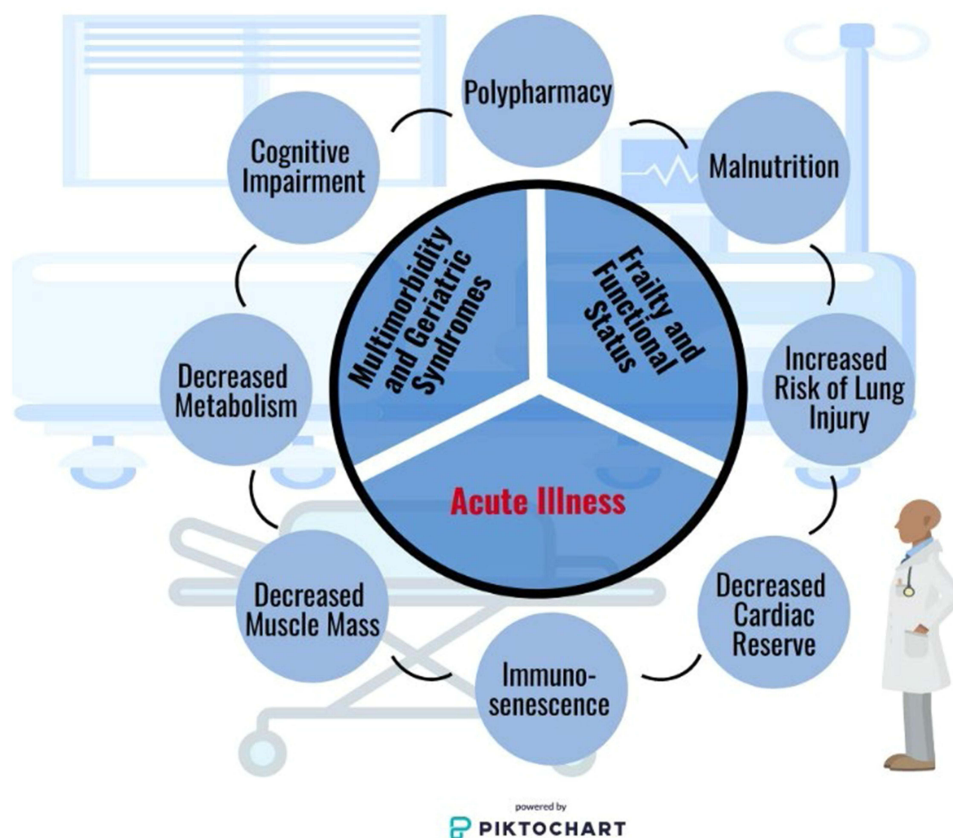 Polypharmacy
Cognitive
Impairment
Malnutrition
Multimorbidity
and Geriatric
Syndromes
Frailty and
Functional
Status
Decreased
Metabolism
Increased
Risk of Lung
Injury
Acute Illness
Decreased
Muscle Mass
Decreased
Cardiac
Reserve
Immuno-
senescence
powered by
PIKTOCHART